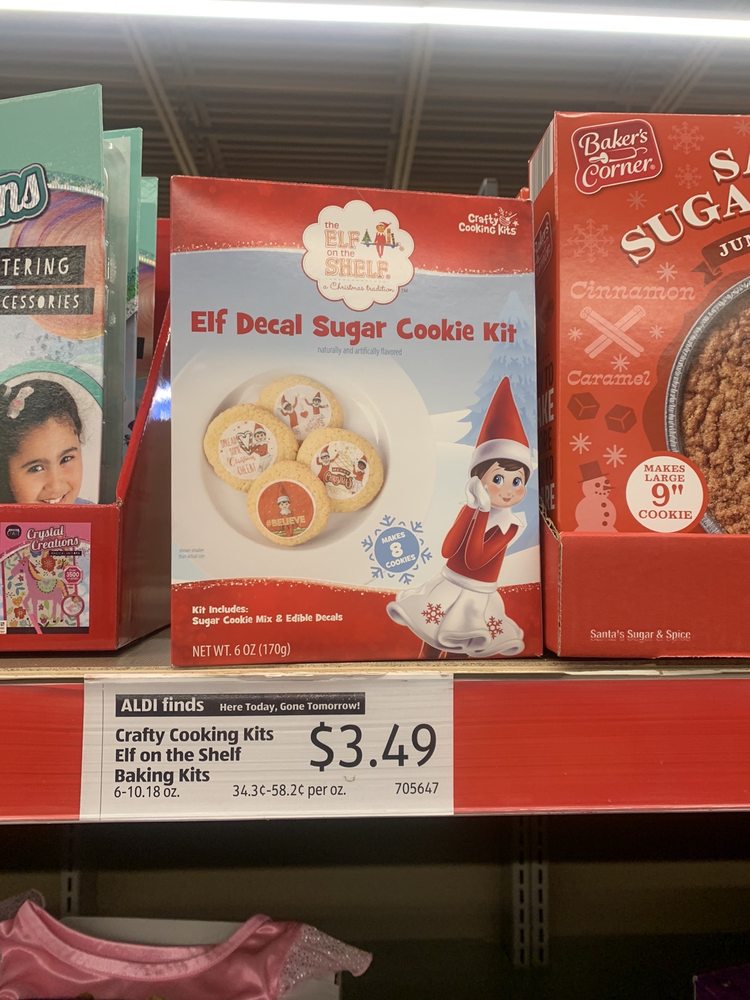 ns
TERING
CESSORIES
Crystal
Creations
the
ELF
on the
SHELF®
a Christmas tradition™
Crafty
Cooking Kits
Elf Decal Sugar Cookie Kit
naturally and artificially flavored
#BELIEVE
MAKES
8
COOKIES
Kit Includes:
Sugar Cookie Mix & Edible Decals
NET WT. 6 OZ (170g)
Baker's
Corner
SA
SUGA
JU
Cinnamon
Caramel
MAKES
LARGE
9"
COOKIE
Santa's Sugar & Spice
ALDI finds Here Today, Gone Tomorrow!
Crafty Cooking Kits
Elf on the Shelf
Baking Kits
$3.49
6-10.18 oz. 34.3¢-58.2¢ per oz. 705647